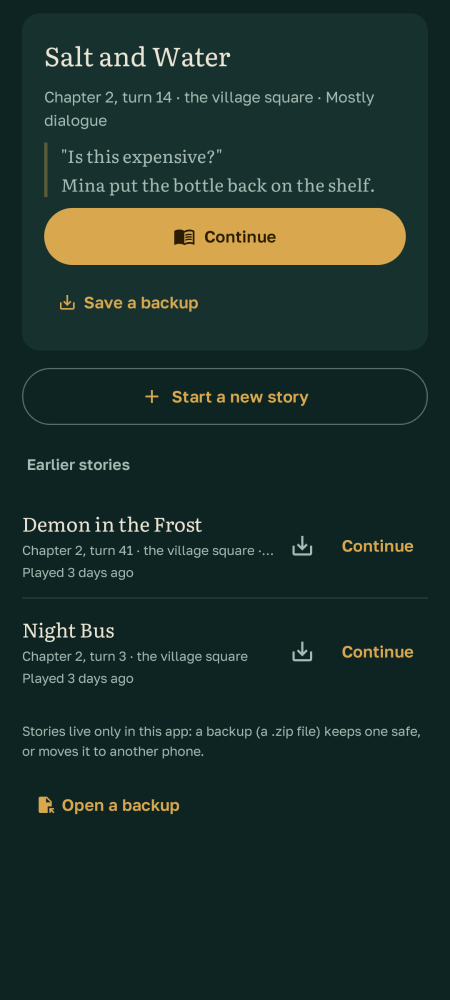 Salt and Water
Chapter 2, turn 14 · the village square · Mostly
dialogue
"Is this expensive?"
Mina put the bottle back on the shelf.
Continue
Save a backup
Start a new story
Earlier stories
Demon in the Frost
Chapter 2, turn 41 · the village square ·...
Played 3 days ago
Continue
Night Bus
Chapter 2, turn 3 · the village square
Played 3 days ago
Continue
Stories live only in this app: a backup (a .zip file) keeps one safe,
or moves it to another phone.
Open a backup